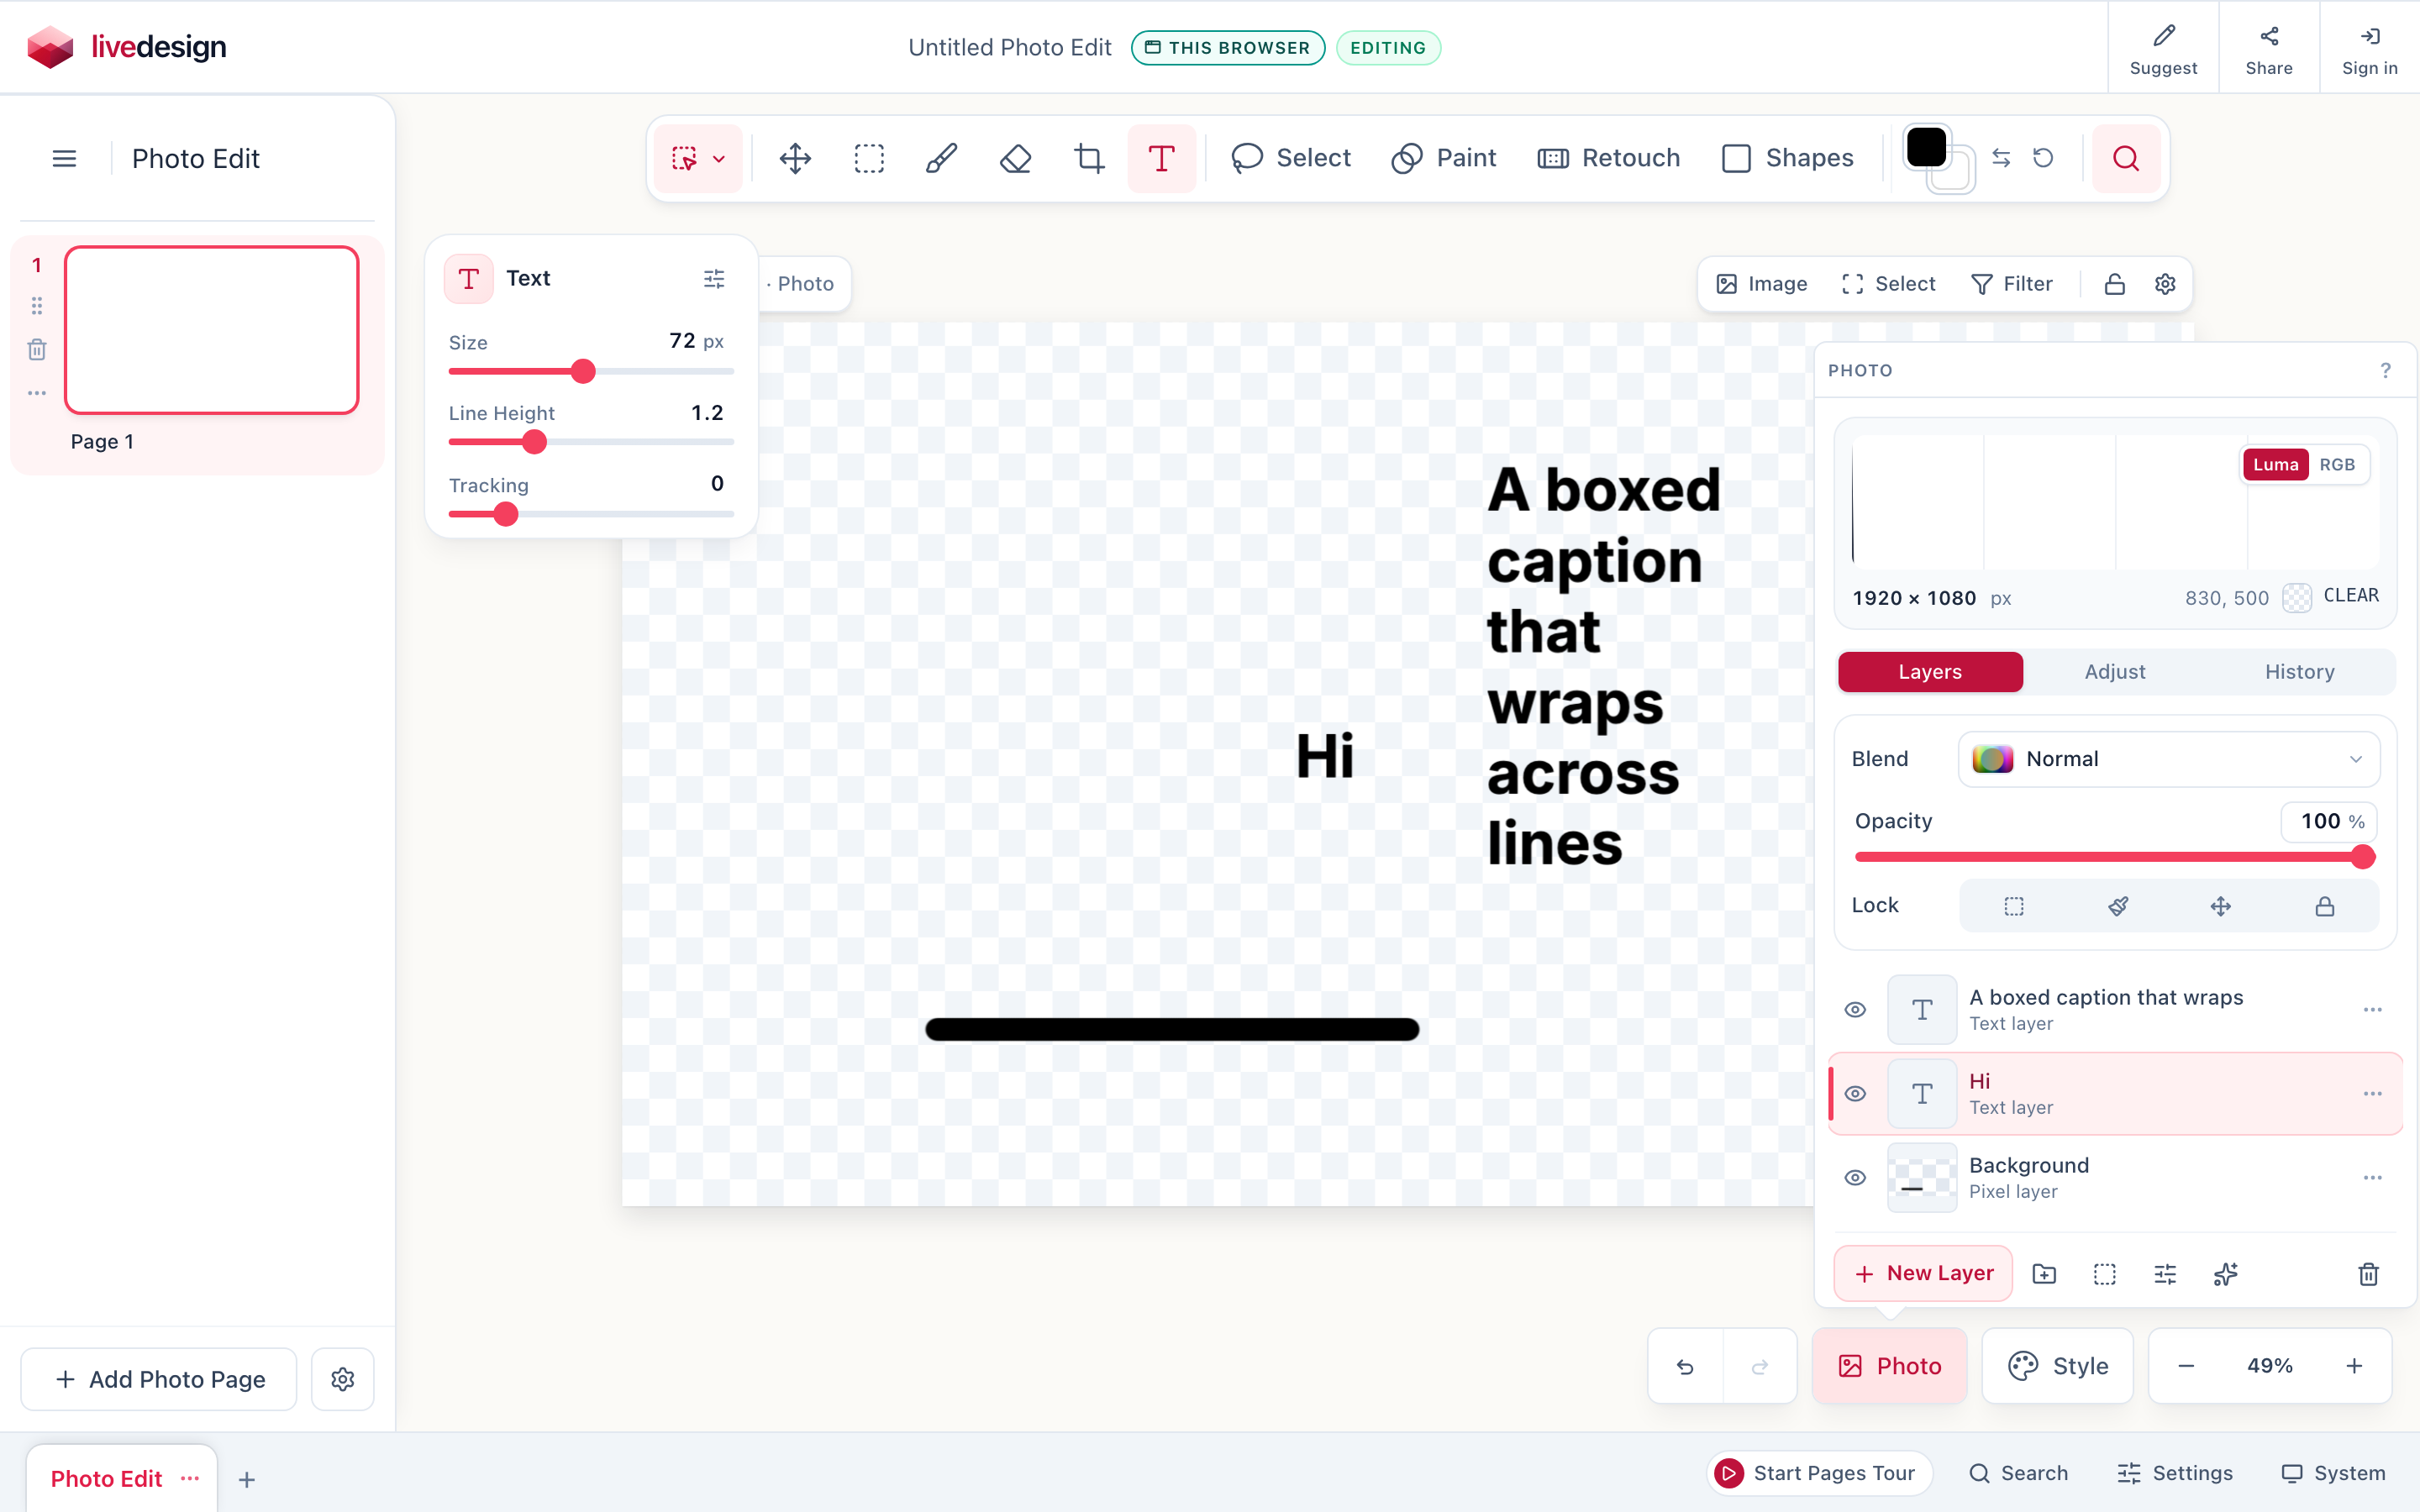 livedesign
Untitled Photo Edit
THIS BROWSER
EDITING
Suggest
Share
Sign in
Photo Edit
Select
Paint
Retouch
Shapes
1
Page 1
Text
Size
72 px
Line Height
1.2
Tracking
0
· Photo
Image
Select
Filter
A boxed
caption
that
wraps
across
lines
Hi
PHOTO
?
Luma
RGB
1920 × 1080 px
830, 500
CLEAR
Layers
Adjust
History
Blend
Normal
Opacity
100 %
Lock
A boxed caption that wraps
Text layer
Hi
Text layer
Background
Pixel layer
New Layer
Add Photo Page
Photo
Style
49%
Photo Edit
Start Pages Tour
Search
Settings
System